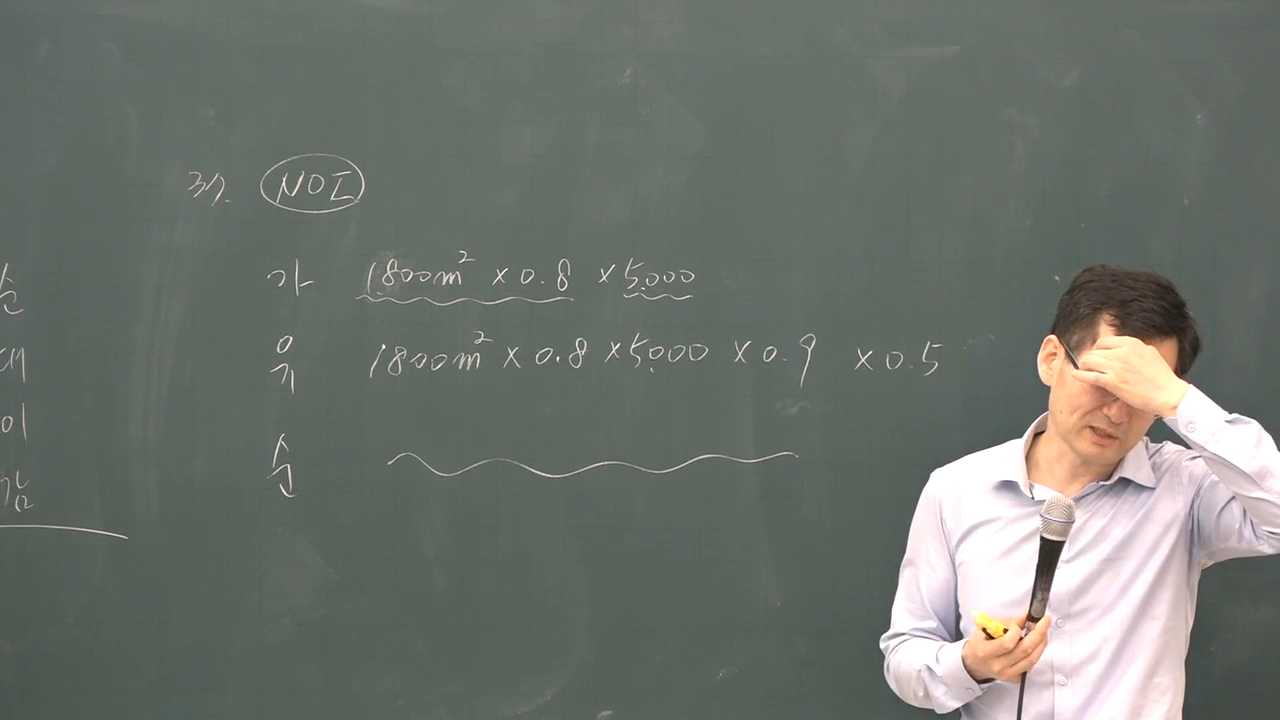 37. NOI
가 1800m² × 0.8 × 5,000
유
기 1800m² × 0.8 × 5,000 × 0.9 × 0.5
순